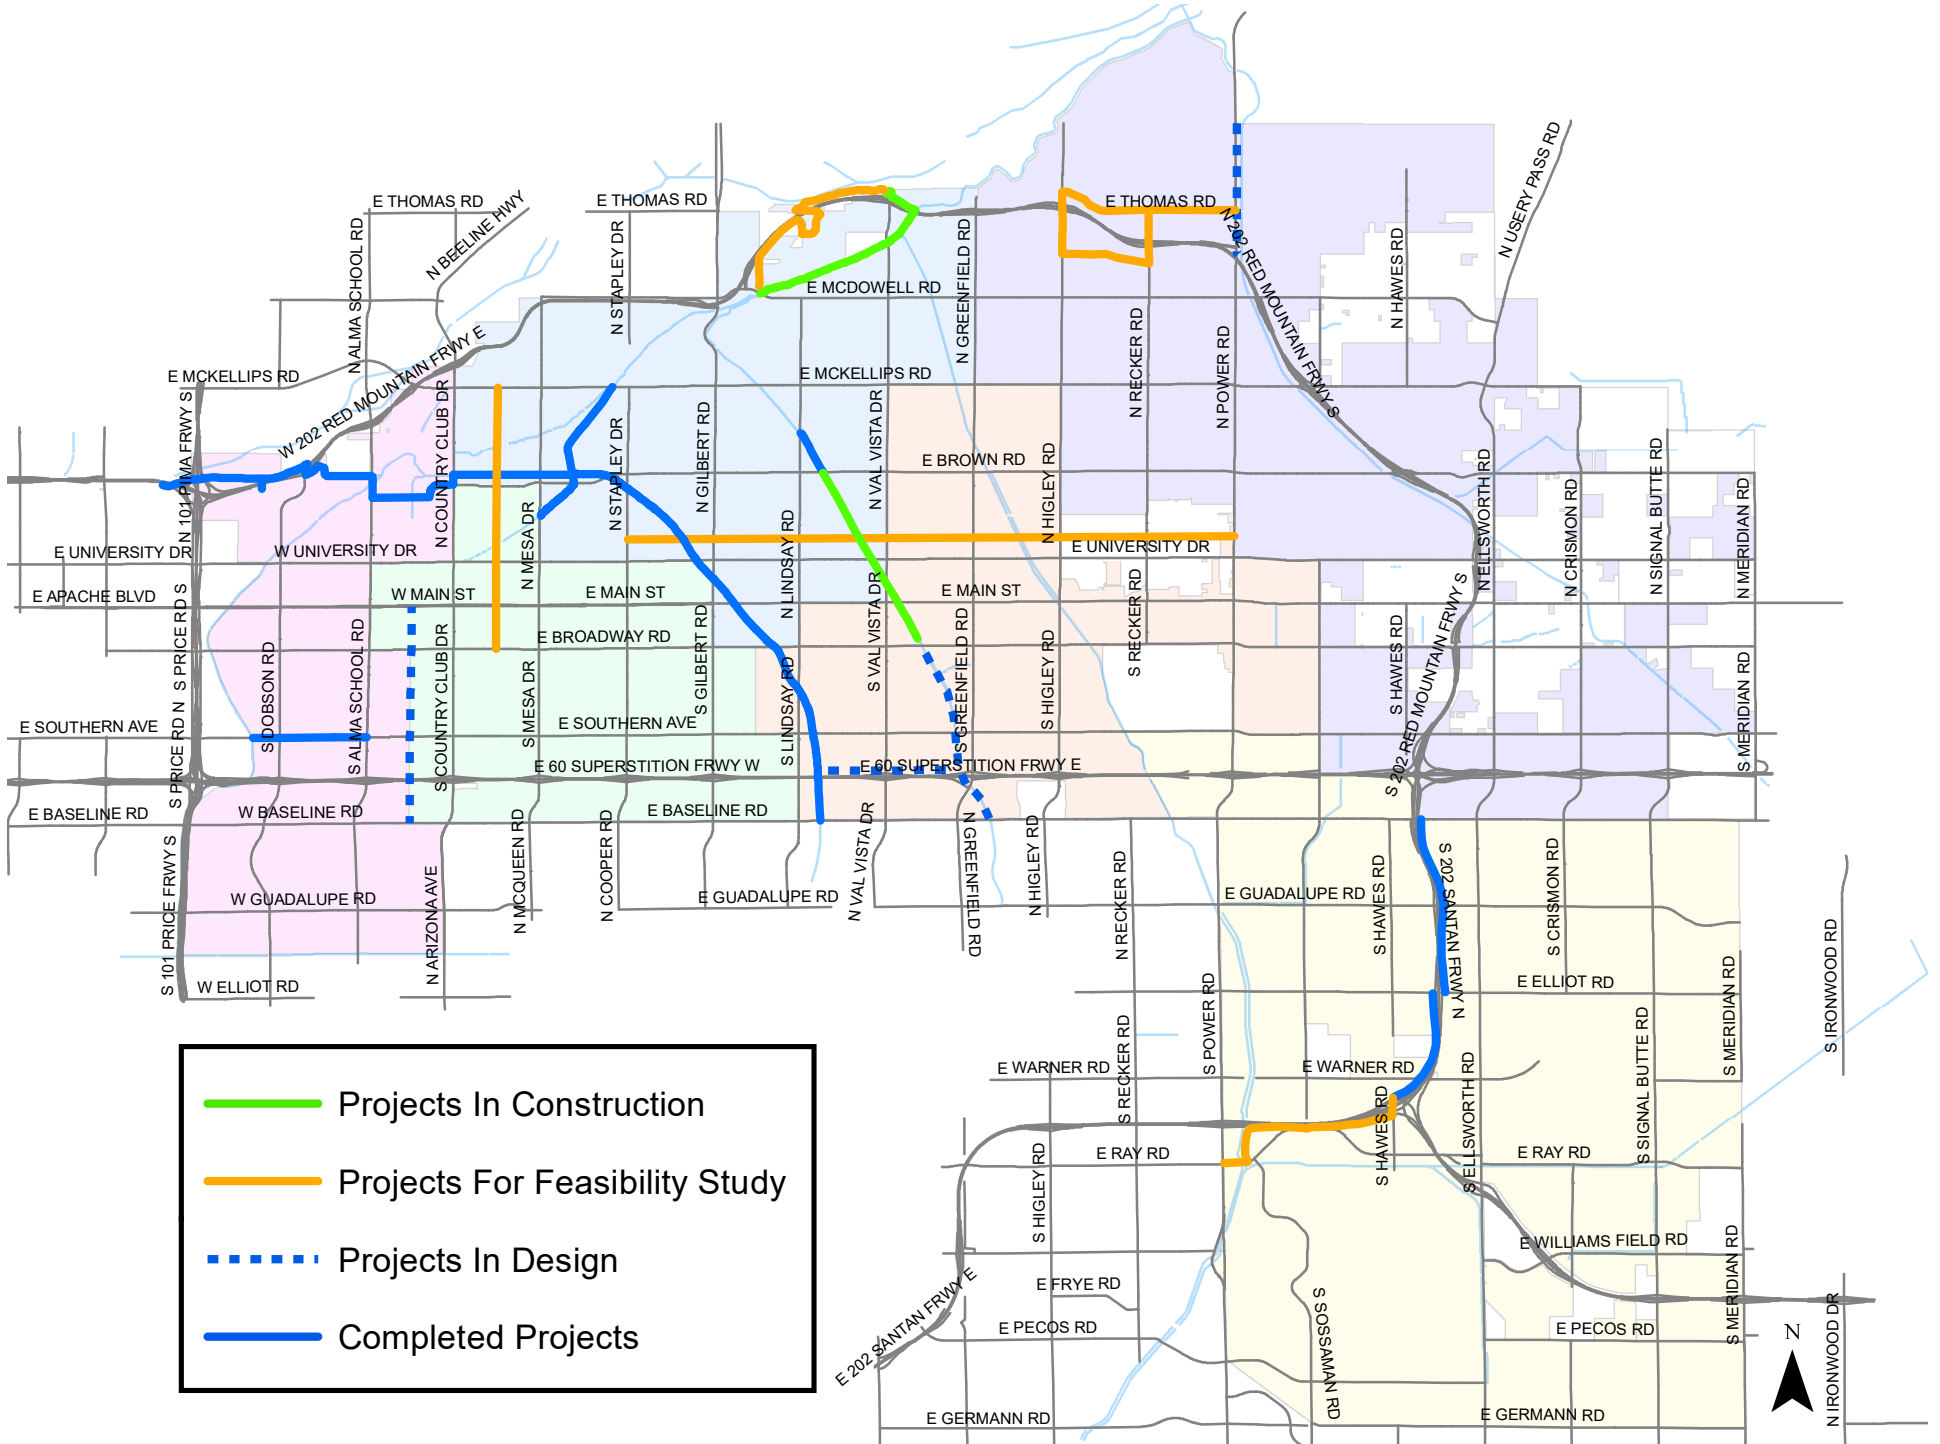 E THOMAS RD
E THOMAS RD
E THOMAS RD
N BEELINE HWY
N ALMA SCHOOL RD
N STAPLEY DR
N GREENFIELD RD
N 202 RED MOUNTAIN FRWY S
N HAWES RD
N USERY PASS RD
E MCDOWELL RD
N RECKER RD
N POWER RD
E MCKELLIPS RD
W 202 RED MOUNTAIN FRWY E
E MCKELLIPS RD
N 101 PIMA FRWY S
N COUNTRY CLUB DR
N STAPLEY DR
N GILBERT RD
N VAL VISTA DR
E BROWN RD
N HIGLEY RD
N ELLSWORTH RD
N CRISMON RD
N SIGNAL BUTTE RD
N MERIDIAN RD
N MESA DR
N LINDSAY RD
E UNIVERSITY DR
W UNIVERSITY DR
E UNIVERSITY DR
E APACHE BLVD
W MAIN ST
E MAIN ST
E MAIN ST
E BROADWAY RD
S PRICE RD N
S PRICE RD S
S DOBSON RD
S ALMA SCHOOL RD
S COUNTRY CLUB DR
S MESA DR
S GILBERT RD
S LINDSAY RD
S VAL VISTA DR
S VAL VISTA DR
S GREENFIELD RD
S HIGLEY RD
S RECKER RD
S HAWES RD
S 202 RED MOUNTAIN FRWY S
S MERIDIAN RD
E SOUTHERN AVE
E SOUTHERN AVE
E 60 SUPERSTITION FRWY W
E 60 SUPERSTITION FRWY E
E BASELINE RD
W BASELINE RD
E BASELINE RD
S 101 PRICE FRWY S
W GUADALUPE RD
N ARIZONA AVE
N MCQUEEN RD
N COOPER RD
E GUADALUPE RD
N VAL VISTA DR
N GREENFIELD RD
N HIGLEY RD
N RECKER RD
E GUADALUPE RD
S HAWES RD
S 202 SANTAN FRWY N
S CRISMON RD
S IRONWOOD RD
W ELLIOT RD
E ELLIOT RD
S POWER RD
S RECKER RD
E WARNER RD
E WARNER RD
S HAWES RD
S ELLSWORTH RD
S SIGNAL BUTTE RD
S MERIDIAN RD
E RAY RD
E RAY RD
S HIGLEY RD
E WILLIAMS FIELD RD
S MERIDIAN RD
E FRYE RD
E 202 SANTAN FRWY E
E PECOS RD
E PECOS RD
S SOSSAMAN RD
N IRONWOOD DR
E GERMANN RD
E GERMANN RD
N
Projects In Construction
Projects For Feasibility Study
Projects In Design
Completed Projects